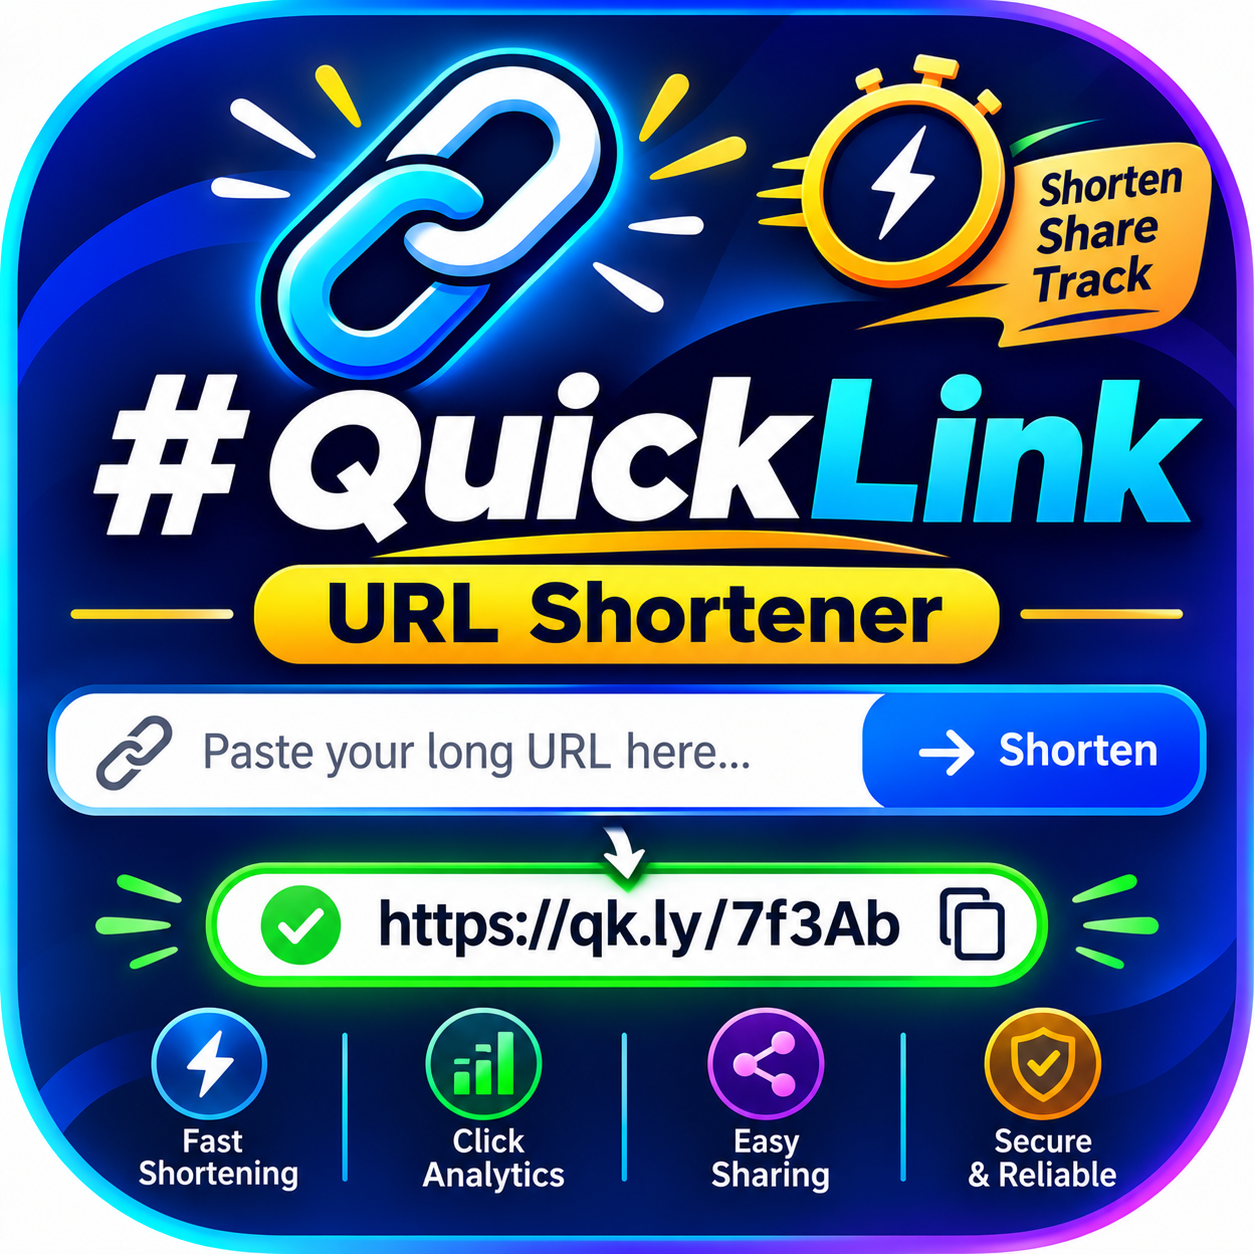 Shorten
Share
Track
#QuickLink
URL Shortener
Paste your long URL here...
Shorten
https://qk.ly/7f3Ab
Fast
Shortening
Click
Analytics
Easy
Sharing
Secure
& Reliable